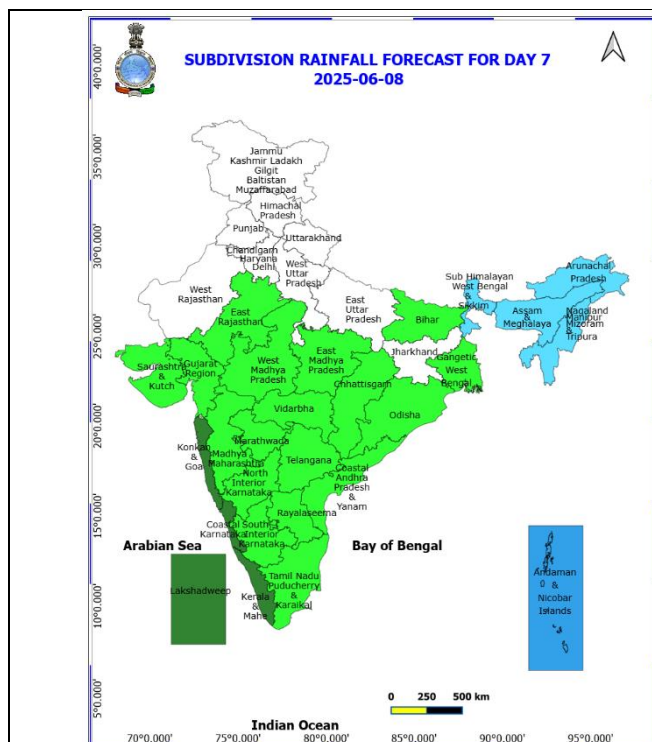 SUBDIVISION RAINFALL FORECAST FOR DAY 7
2025-06-08
40°0.000'
35°0.000'
30°0.000'
25°0.000'
20°0.000'
15°0.000'
10°0.000'
5°0.000'
Jammu
Kashmir Ladakh
Gilgit
Baltistan
Muzaffarabad
Himachal
Pradesh
Punjab
Uttarakhand
Chandigarh
Haryana
Delhi
West
Uttar
Pradesh
West
Rajasthan
East
Rajasthan
East
Uttar
Pradesh
Bihar
Sub Himalayan
West Bengal
&
Sikkim
Arunachal
Pradesh
Assam
&
Meghalaya
Nagaland
Manipur
Mizoram
&
Tripura
Jharkhand
Gangetic
West
Bengal
Saurashtra
&
Kutch
Gujarat
Region
West
Madhya
Pradesh
East
Madhya
Pradesh
Chhattisgarh
Odisha
Vidarbha
Konkan
&
Goa
Marathwada
Madhya
Maharashtra
Telangana
North
Interior
Karnataka
Coastal
Andhra
Pradesh
&
Yanam
Rayalaseema
Coastal
Karnataka
South
Interior
Karnataka
Arabian Sea
Bay of Bengal
Lakshadweep
Kerala
&
Mahe
Tamil Nadu
Puducherry
&
Karaikal
Andaman
&
Nicobar
Islands
0 250 500 km
Indian Ocean
70°0.000' 75°0.000' 80°0.000' 85°0.000' 90°0.000' 95°0.000'